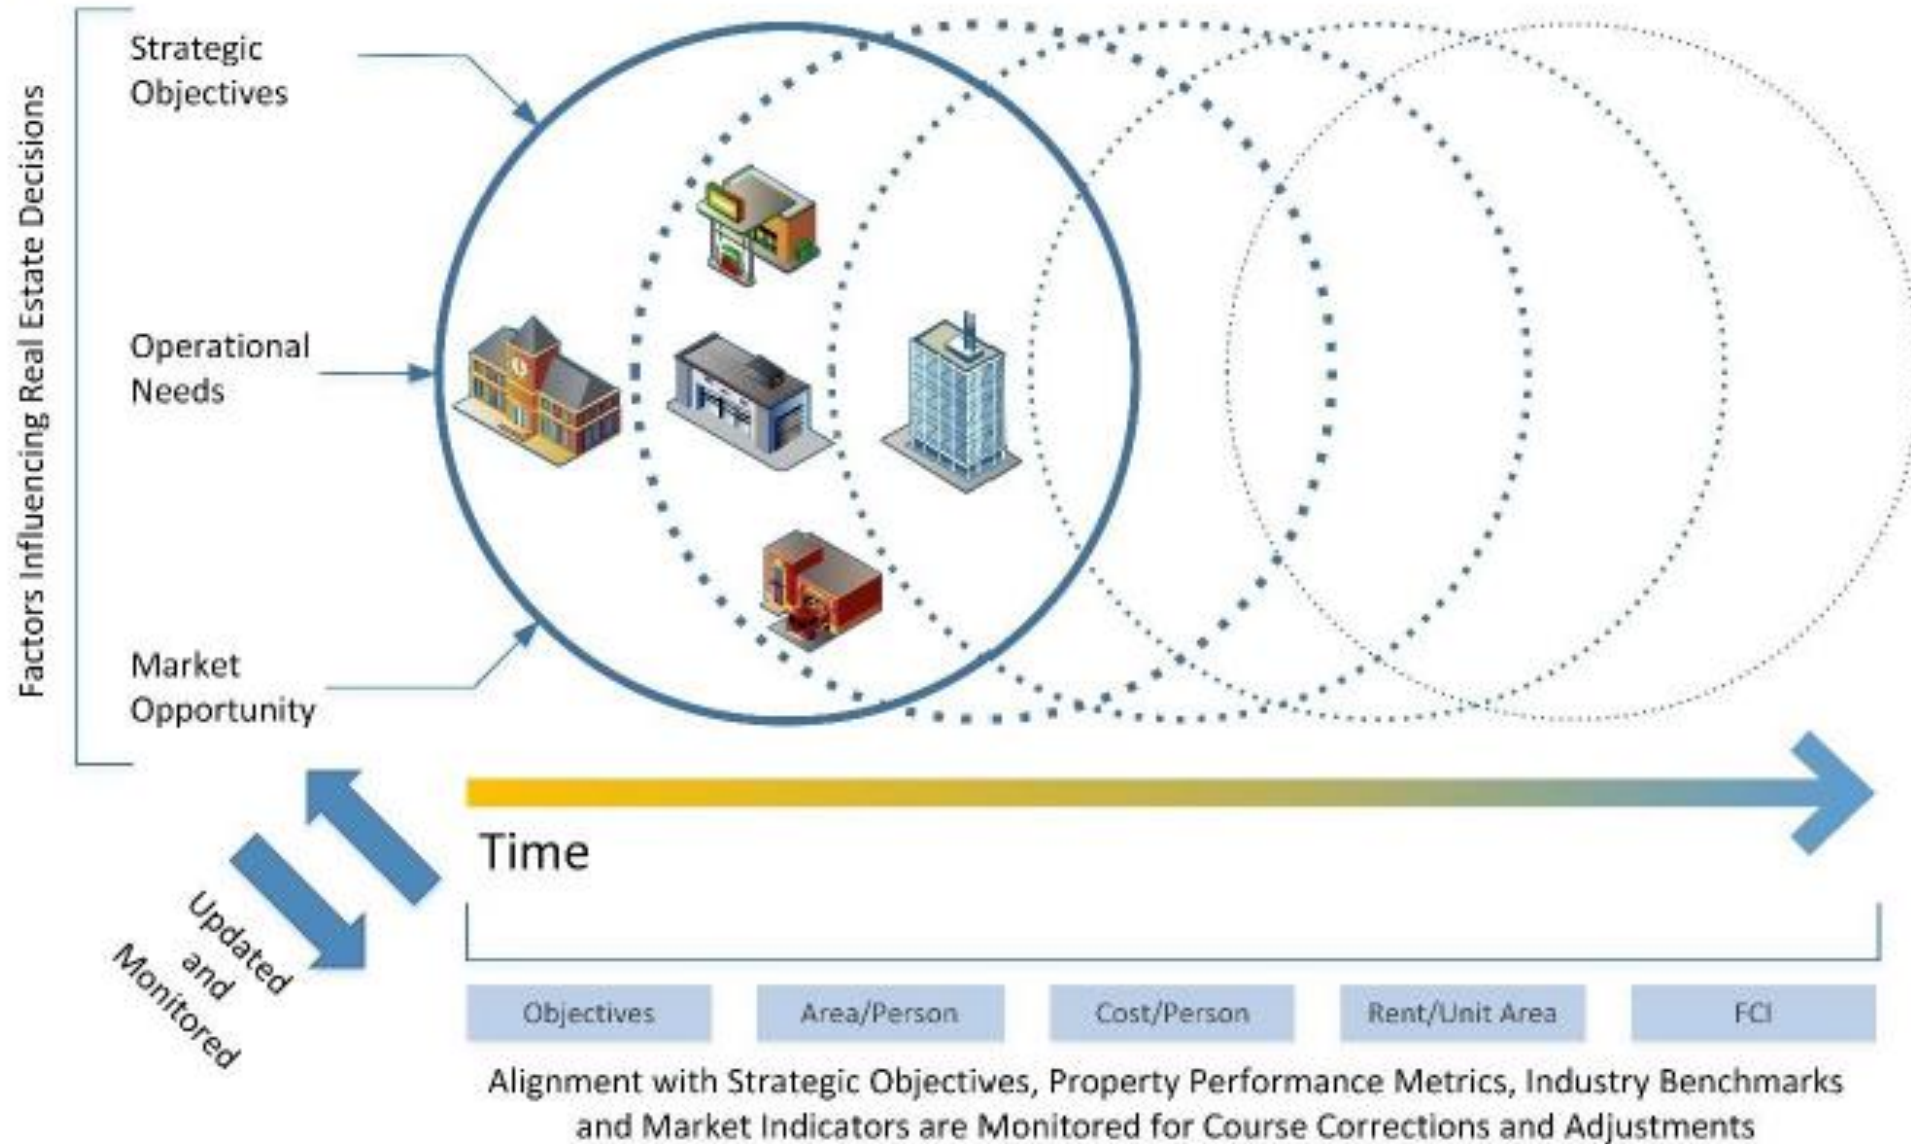 Factors Influencing Real Estate Decisions
Strategic
Objectives
Operational
Needs
Market
Opportunity
Time
Updated
and
Monitored
Objectives
Area/Person
Cost/Person
Rent/Unit Area
FCI
Alignment with Strategic Objectives, Property Performance Metrics, Industry Benchmarks
and Market Indicators are Monitored for Course Corrections and Adjustments